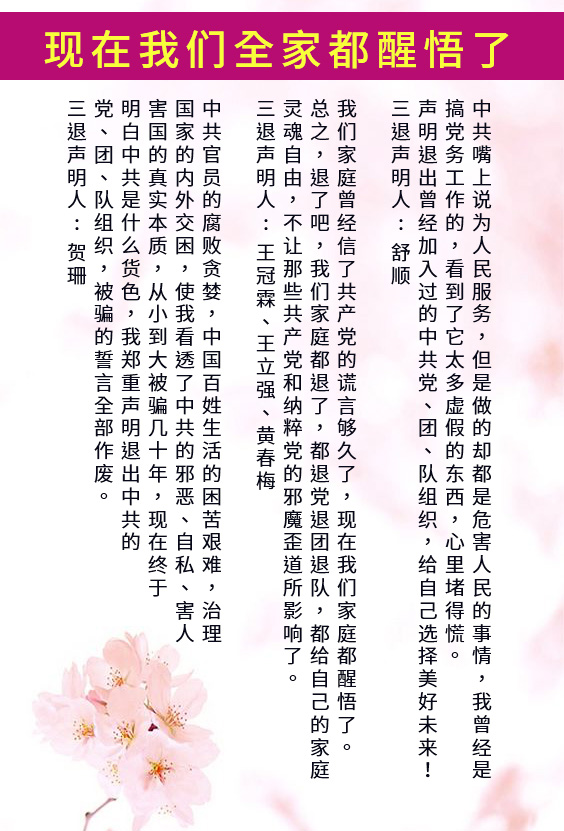 现在我们全家都醒悟了
中共嘴上说为人民服务，但是做的却都是危害人民的事情，我曾经是
搞党务工作的，看到了它太多虚假的东西，心里堵得慌。
声明退出曾经加入过的中共党、团、队组织，给自己选择美好未来！
三退声明人：舒顺
我们家庭曾经信了共产党的谎言够久了，现在我们家庭都醒悟了。
总之，退了吧，我们家庭都退了，都退党退团退队，都给自己的家庭
灵魂自由，不让那些共产党和纳粹党的邪魔歪道所影响了。
三退声明人：王冠霖、王立强、黄春梅
中共官员的腐败贪婪，中国百姓生活的困苦艰难，治理
国家的内外交困，使我看透了中共的邪恶、自私、害人
害国的真实本质，从小到大被骗几十年，现在终于
明白中共是什么货色，我郑重声明退出中共的
党、团、队组织，被骗的誓言全部作废。
三退声明人：贺珊